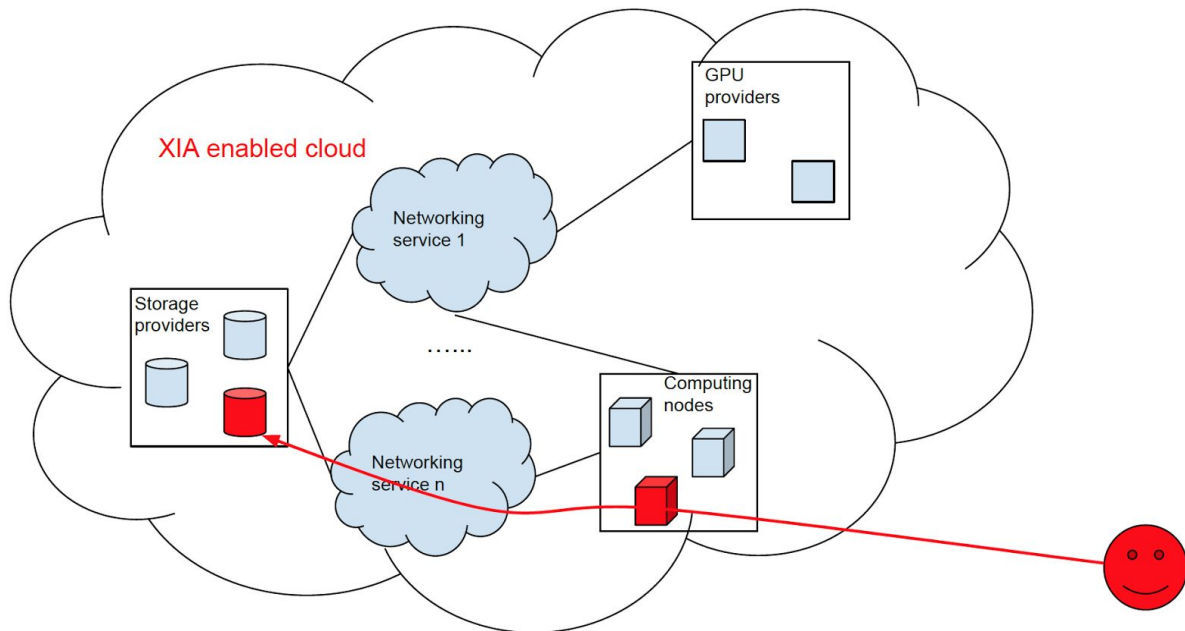 GPU
providers
XIA enabled cloud
Networking
service 1
Storage
providers
…...
Computing
nodes
Networking
service n